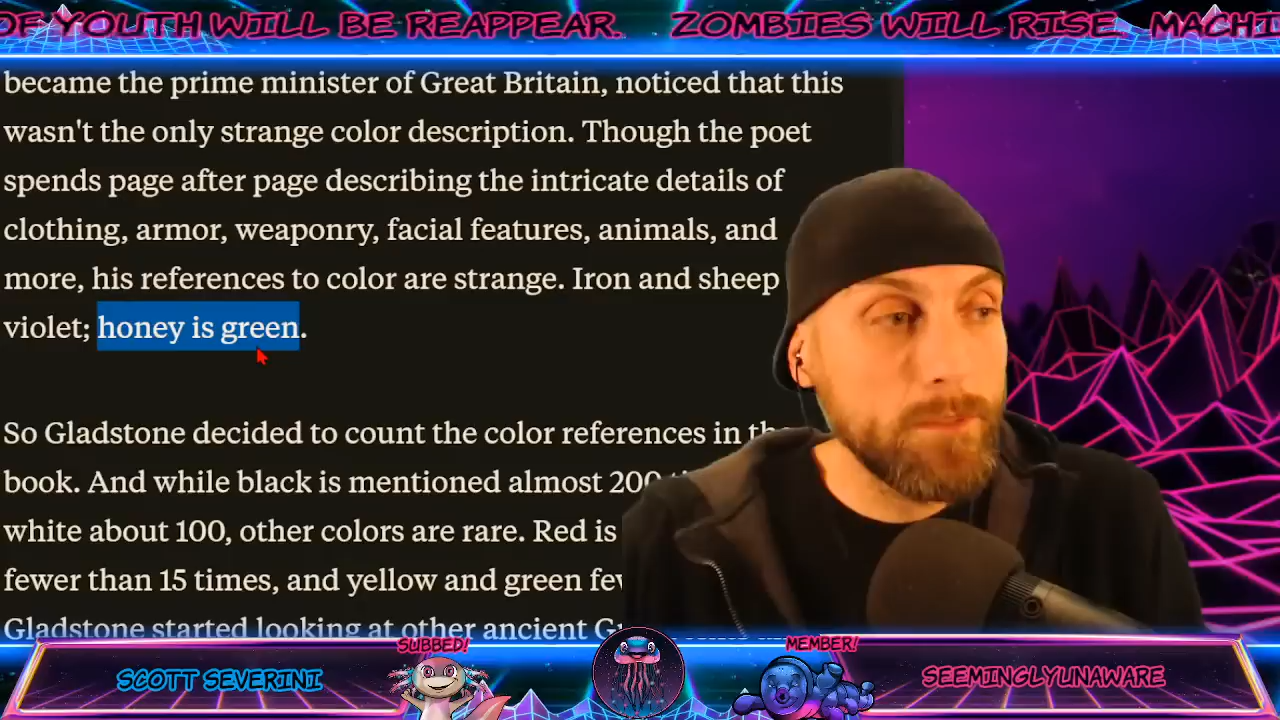 OF YOUTH WILL BE REAPPEAR. ZOMBIES WILL RISE. MACHI
became the prime minister of Great Britain, noticed that this
wasn't the only strange color description. Though the poet
spends page after page describing the intricate details of
clothing, armor, weaponry, facial features, animals, and
more, his references to color are strange. Iron and sheep
violet; honey is green.
So Gladstone decided to count the color references in the
book. And while black is mentioned almost 200
white about 100, other colors are rare. Red is
fewer than 15 times, and yellow and green
Gladstone started looking at other ancient
SUBBED!
MEMBER!
SCOTT SEVERINI
SEEMINGLYUNAWARE